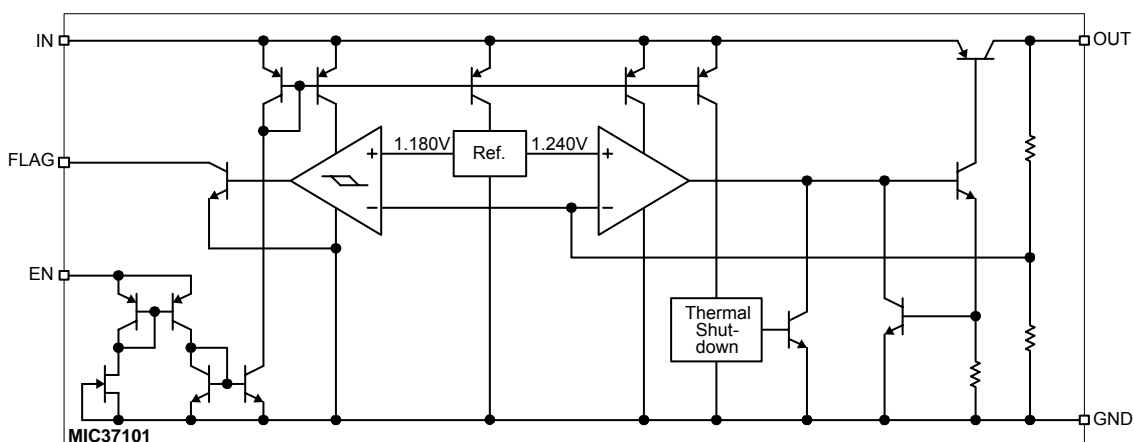 IN
OUT
1.180V
Ref.
1.240V
+
+
FLAG
−
−
EN
Thermal
Shut-
down
GND
MIC37101